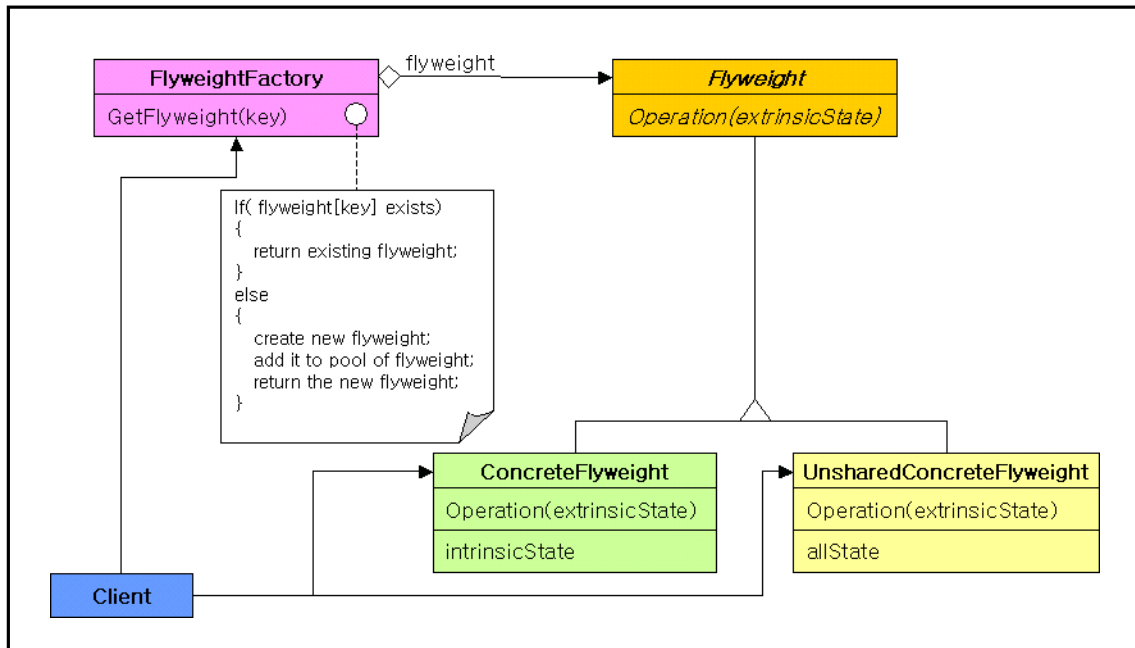 flyweight
FlyweightFactory
GetFlyweight(key)
Flyweight
Operation(extrinsicState)
If( flyweight[key] exists)
{
return existing flyweight;
}
else
{
create new flyweight;
add it to pool of flyweight;
return the new flyweight;
}
ConcreteFlyweight
Operation(extrinsicState)
intrinsicState
UnsharedConcreteFlyweight
Operation(extrinsicState)
allState
Client